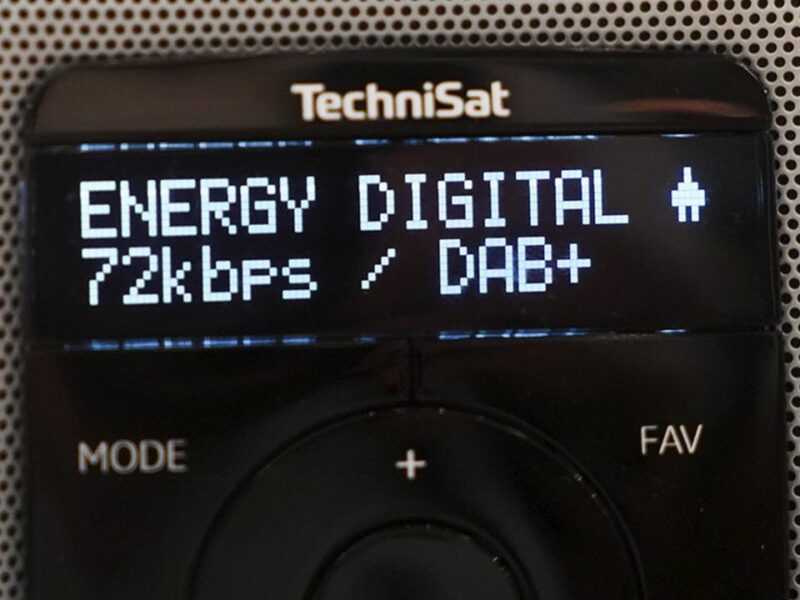 TechniSat
ENERGY DIGITAL
72kbps / DAB+
MODE
+
FAV